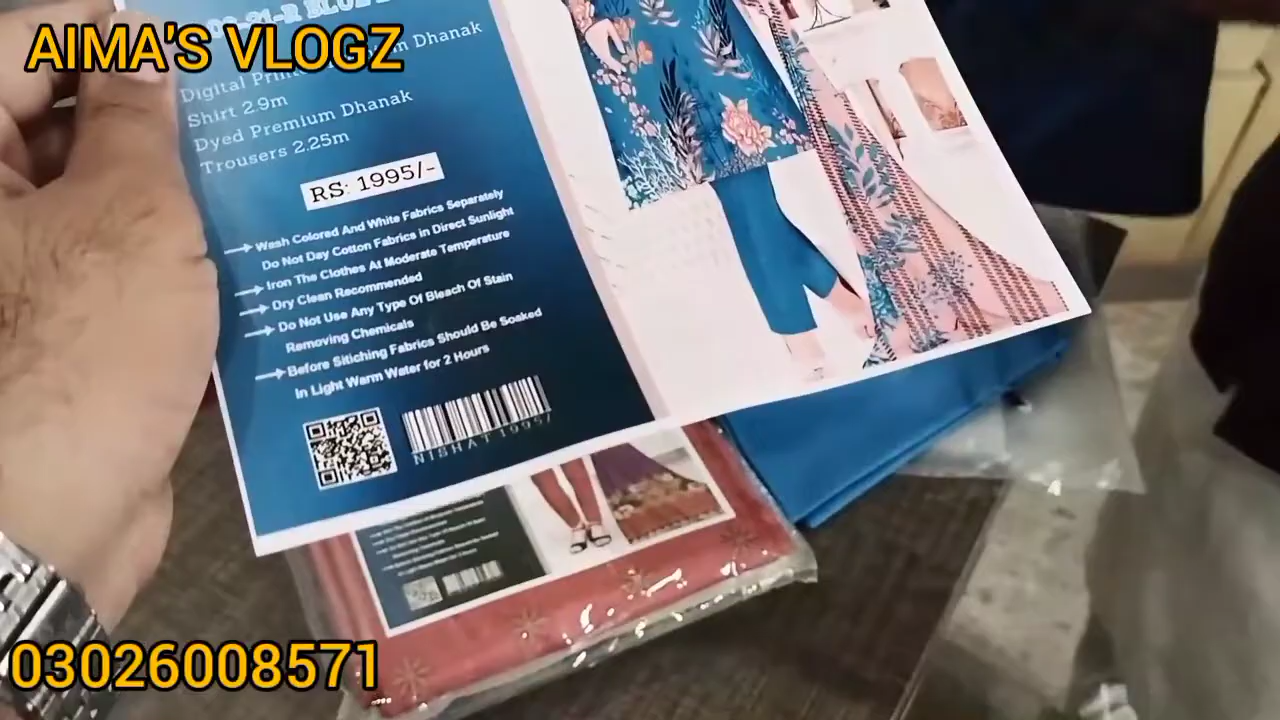 AIMA'S VLOGZ
Dhanak
Shirt 2.9m
Dyed Premium Dhanak
Trousers 2.25m
RS: 1995/-
Wash Colored And White Fabrics Separately
Do Not Day Cotton Fabrics in Direct Sunlight
Iron The Clothes At Moderate Temperature
Dry Clean Recommended
Do Not Use Any Type Of Bleach Of Stain
Removing Chemicals
Before Stitiching Fabrics Should Be Soaked
In Light Warm Water for 2 Hours
NISHAT 1995/
03026008571